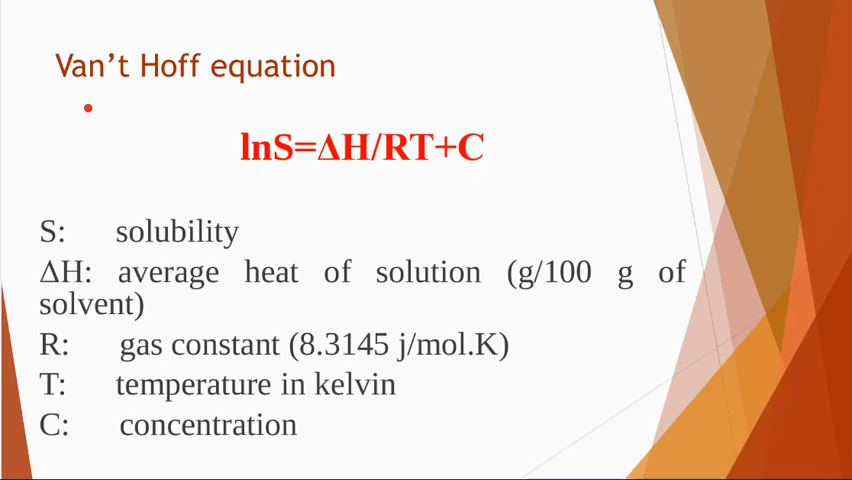 Van’t Hoff equation
lnS=ΔH/RT+C
S: solubility
ΔH: average heat of solution (g/100 g of
solvent)
R: gas constant (8.3145 j/mol.K)
T: temperature in kelvin
C: concentration